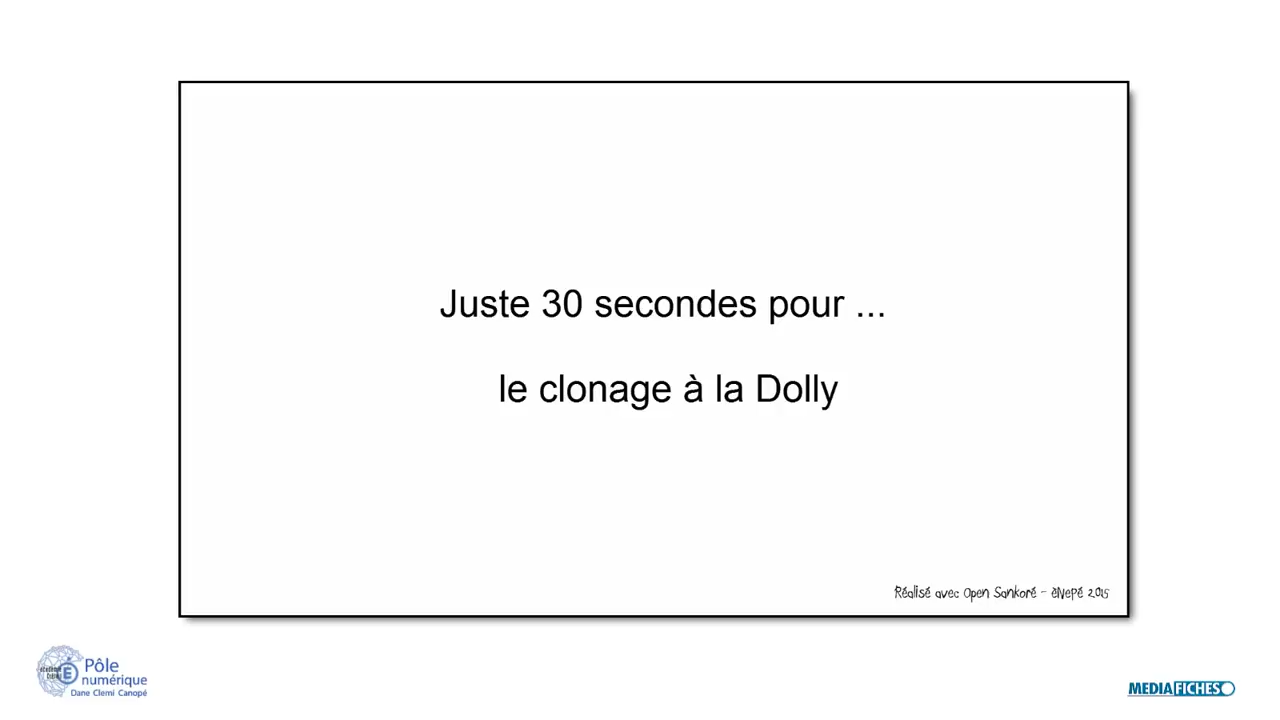 Juste 30 secondes pour ...
le clonage à la Dolly
Réalisé avec Open Sankoré - àNePé 2015
Pôle
numérique
Dane Clemi Canopé
MEDIAFICHES